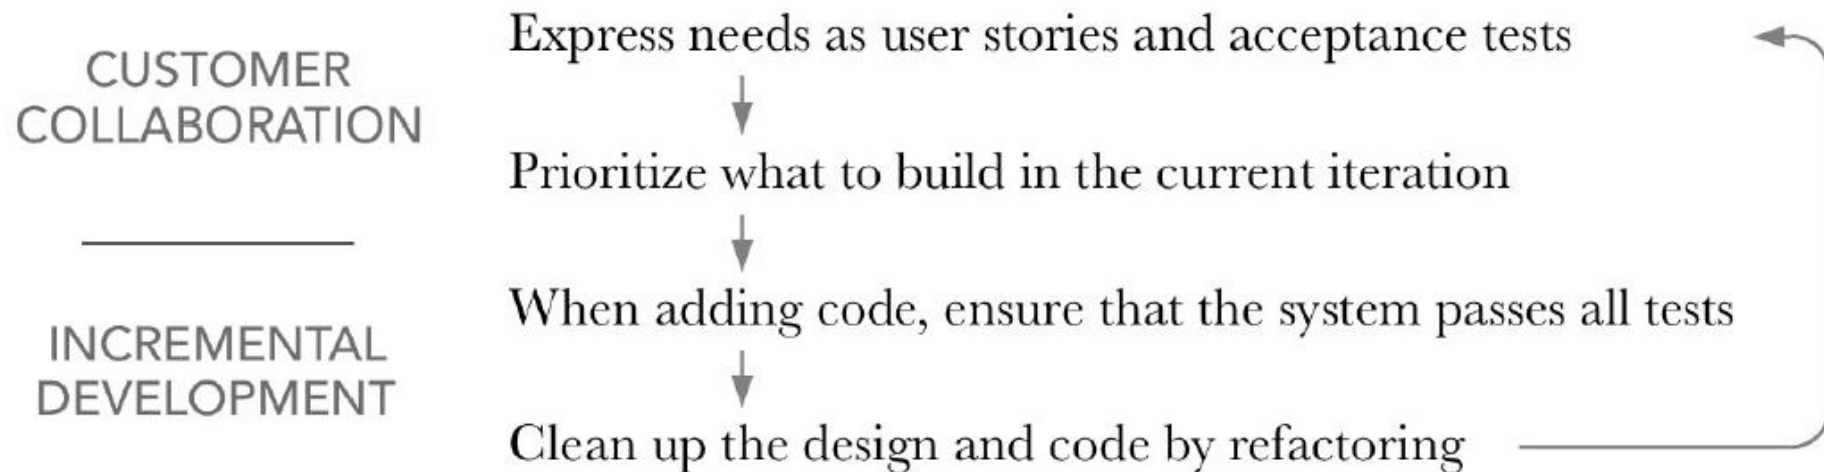 CUSTOMER
COLLABORATION
Express needs as user stories and acceptance tests
Prioritize what to build in the current iteration
INCREMENTAL
DEVELOPMENT
When adding code, ensure that the system passes all tests
Clean up the design and code by refactoring